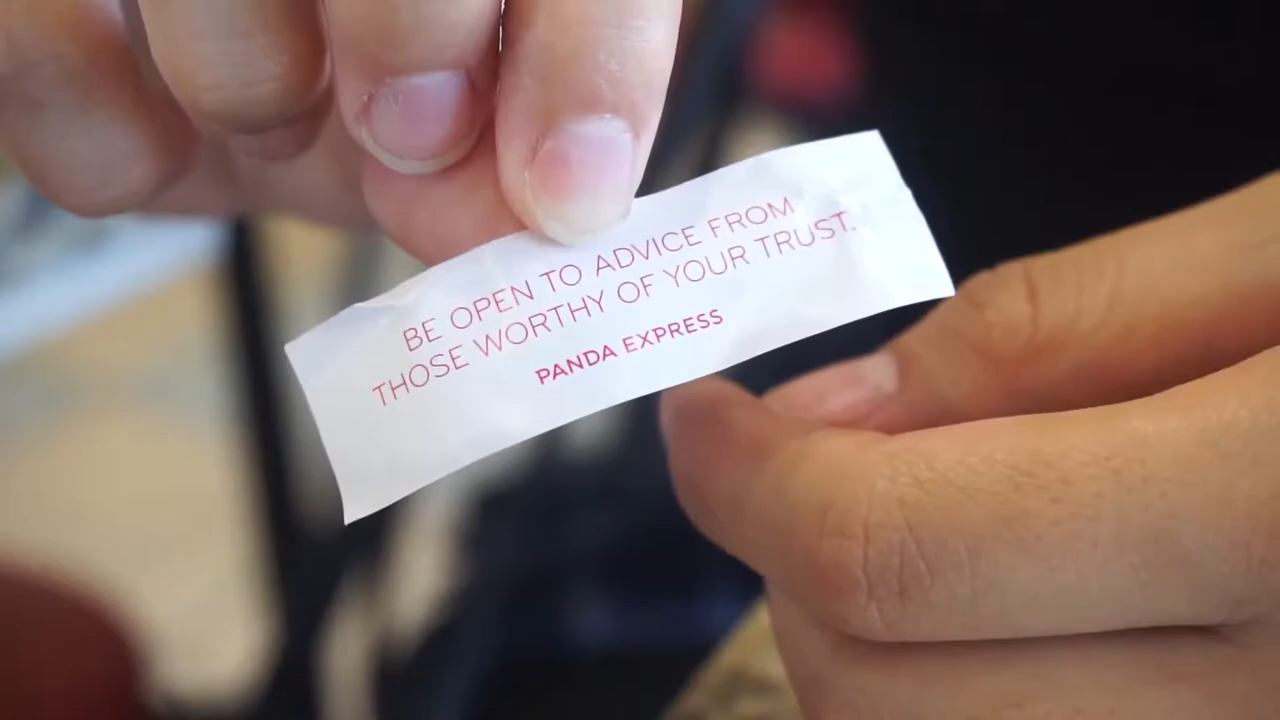 BE OPEN TO ADVICE FROM
THOSE WORTHY OF YOUR TRUST.
PANDA EXPRESS